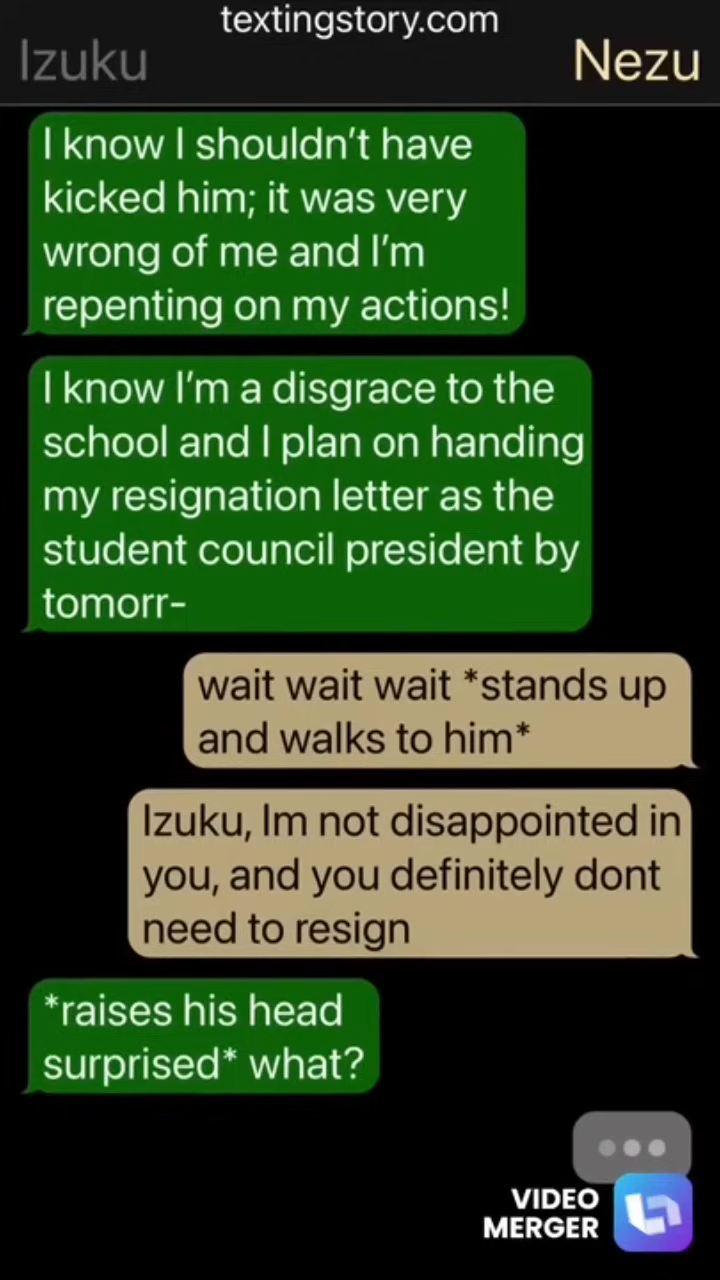 textingstory.com
Izuku
Nezu
I know I shouldn’t have
kicked him; it was very
wrong of me and I’m
repenting on my actions!
I know I’m a disgrace to the
school and I plan on handing
my resignation letter as the
student council president by
tomorr-
wait wait wait *stands up
and walks to him*
Izuku, Im not disappointed in
you, and you definitely dont
need to resign
*raises his head
surprised* what?
VIDEO
MERGER